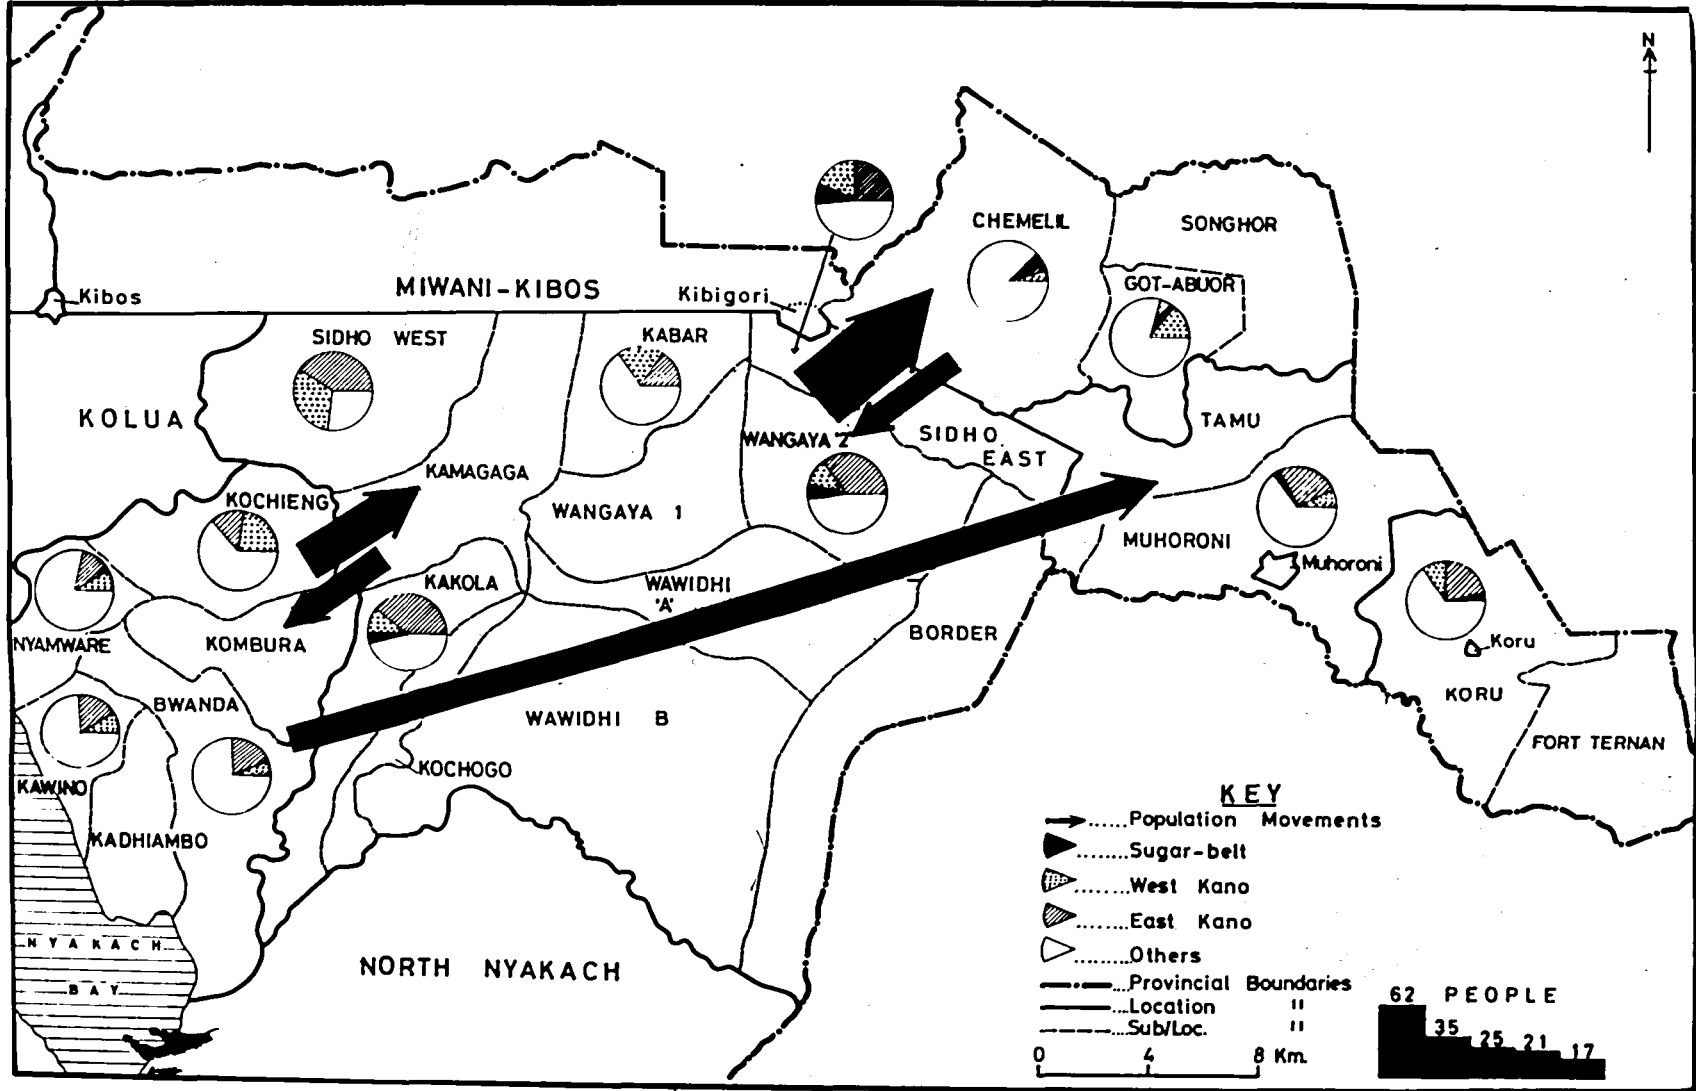 N
CHEMELIL
SONGHOR
MIWANI-KIBOS
Kibos
Kibigori
GOT-ABUOR
SIDHO WEST
KABAR
KOLUA
TAMU
WANGAYA 2
SIDHO
EAST
KAMAGAGA
KOCHIENG
WANGAYA 1
MUHORONI
Muhoroni
KAKOLA
WAWIDHI
'A'
NYAMWARE
KOMBURA
BORDER
Koru
KORU
BWANDA
WAWIDHI B
FORT TERNAN
KOCHOGO
KAWINO
KADHIAMBO
NYAKACH
BAY
NORTH NYAKACH
KEY
......Population Movements
........Sugar-belt
........West Kano
........East Kano
.........Others
....Provincial Boundaries
....Location "
....Sub/Loc. "
0 4 8 Km.
62 PEOPLE
35 25 21 17